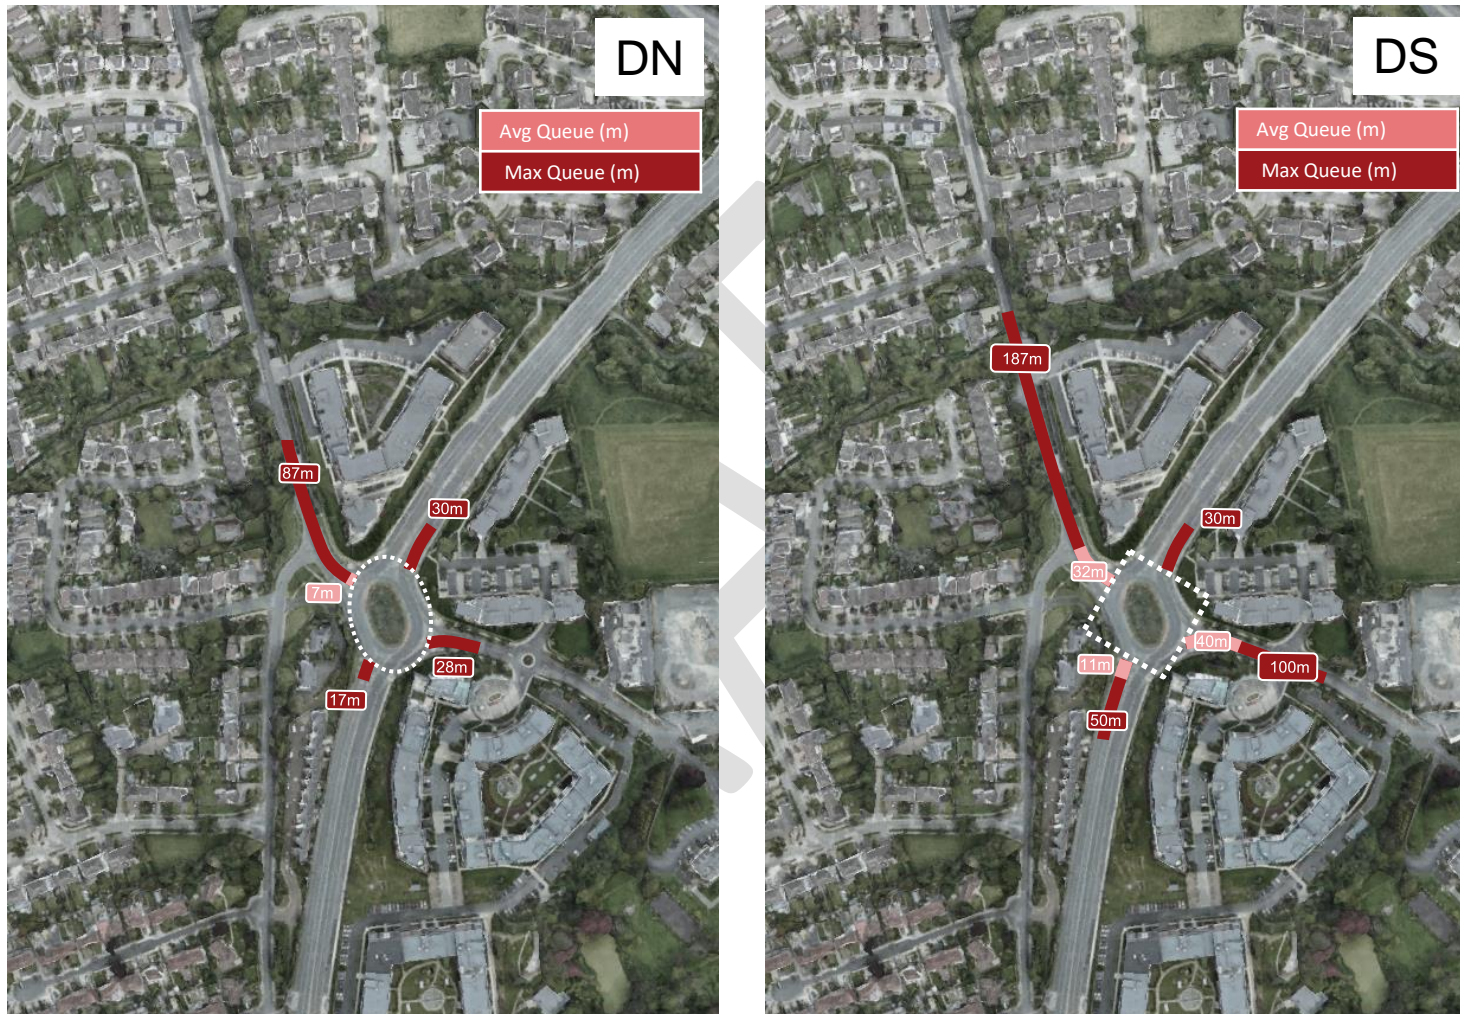 DN
Avg Queue (m)
Max Queue (m)
87m
30m
7m
28m
17m
DS
Avg Queue (m)
Max Queue (m)
187m
30m
32m
40m
11m
100m
50m